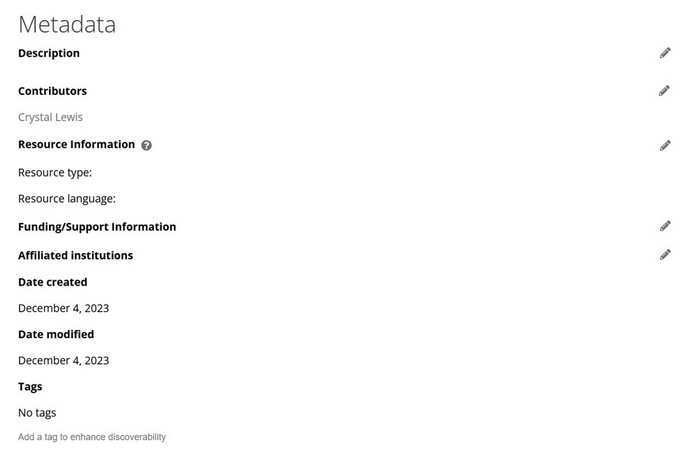 Metadata
Description
Contributors
Crystal Lewis
Resource Information ?
Resource type:
Resource language:
Funding/Support Information
Affiliated institutions
Date created
December 4, 2023
Date modified
December 4, 2023
Tags
No tags
Add a tag to enhance discoverability